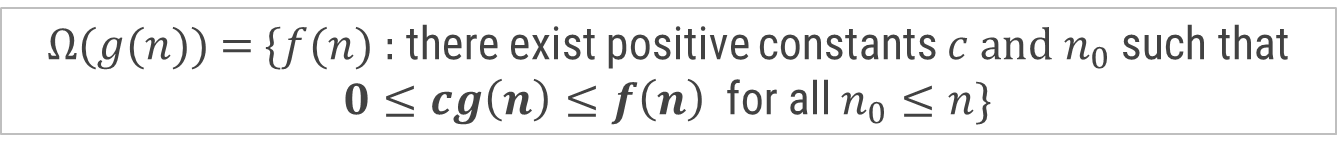 Ω(g(n)) = {f(n) : there exist positive constants c and n₀ such that
0 ≤ cg(n) ≤ f(n) for all n₀ ≤ n}